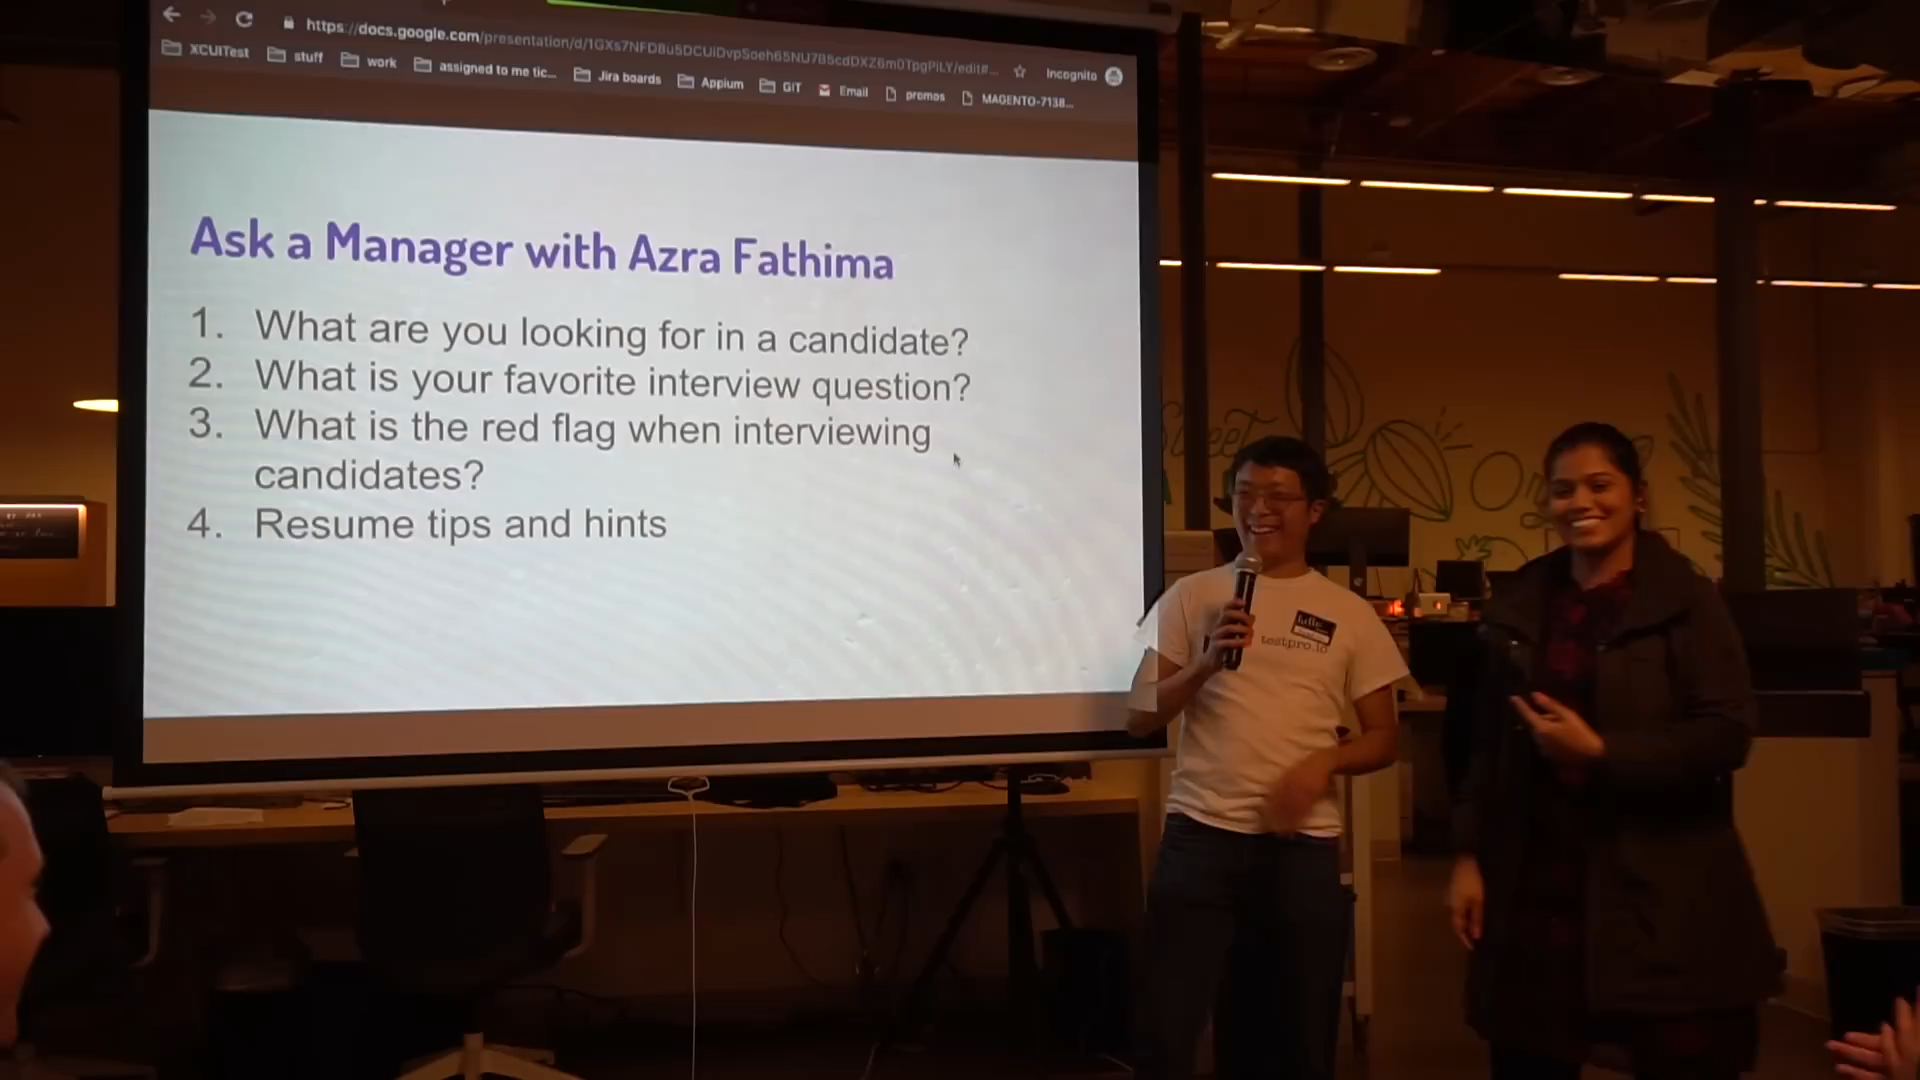 https://docs.google.com/presentation/d/1GXs7NFD8u5DCUiDvpSoeh65NU7B5cdDXZ6m0TpgPiLY/edit#... Incognito
XCUITest stuff work assigned to me tic... Jira boards Appium GIT Email promos MAGENTO-7138...
Ask a Manager with Azra Fathima
1. What are you looking for in a candidate?
2. What is your favorite interview question?
3. What is the red flag when interviewing
candidates?
4. Resume tips and hints
Street
hello
testpro.io